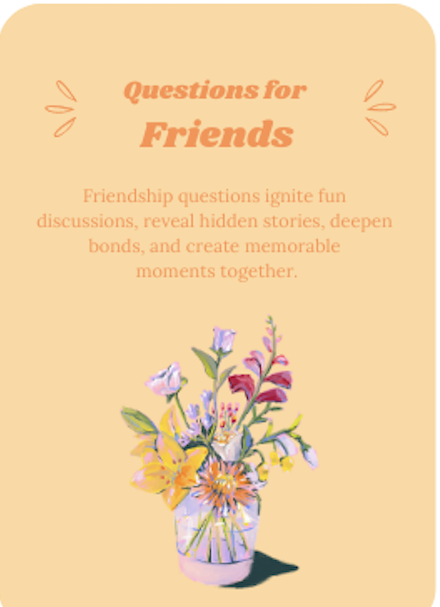 Questions for
Friends
Friendship questions ignite fun
discussions, reveal hidden stories, deepen
bonds, and create memorable
moments together.